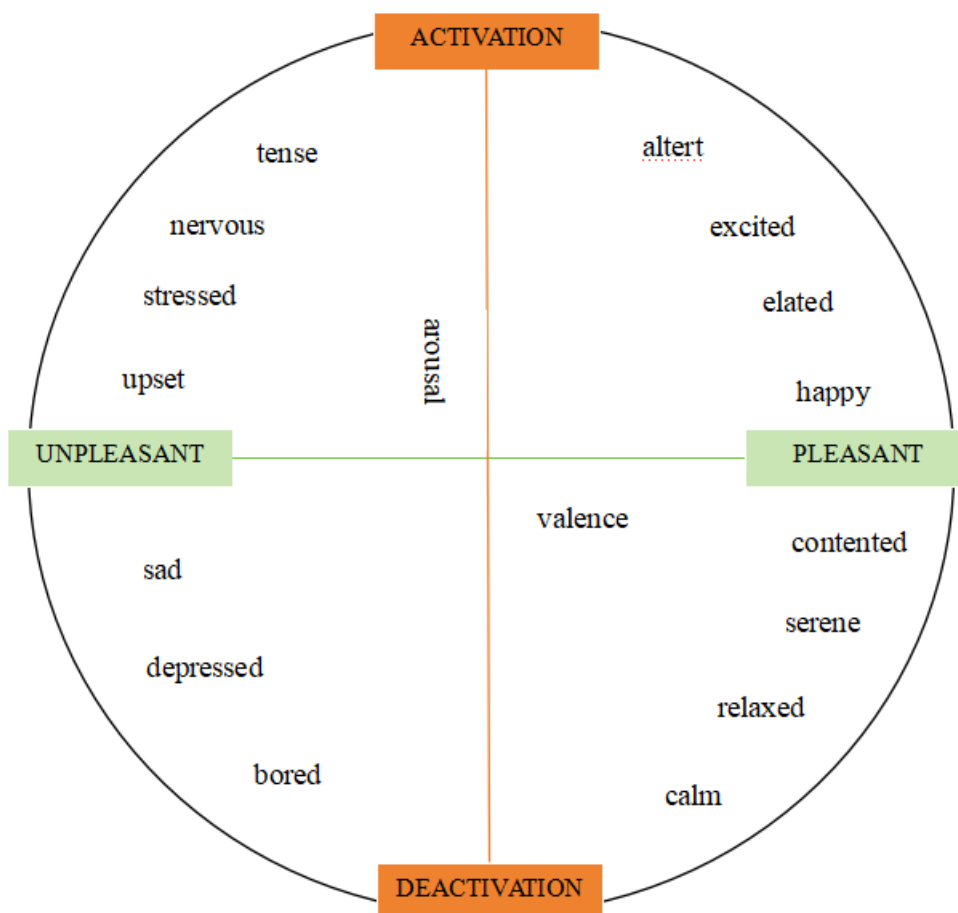 ACTIVATION
tense
altert
nervous
excited
stressed
elated
arousal
upset
happy
UNPLEASANT
PLEASANT
valence
contented
sad
serene
depressed
relaxed
bored
calm
DEACTIVATION